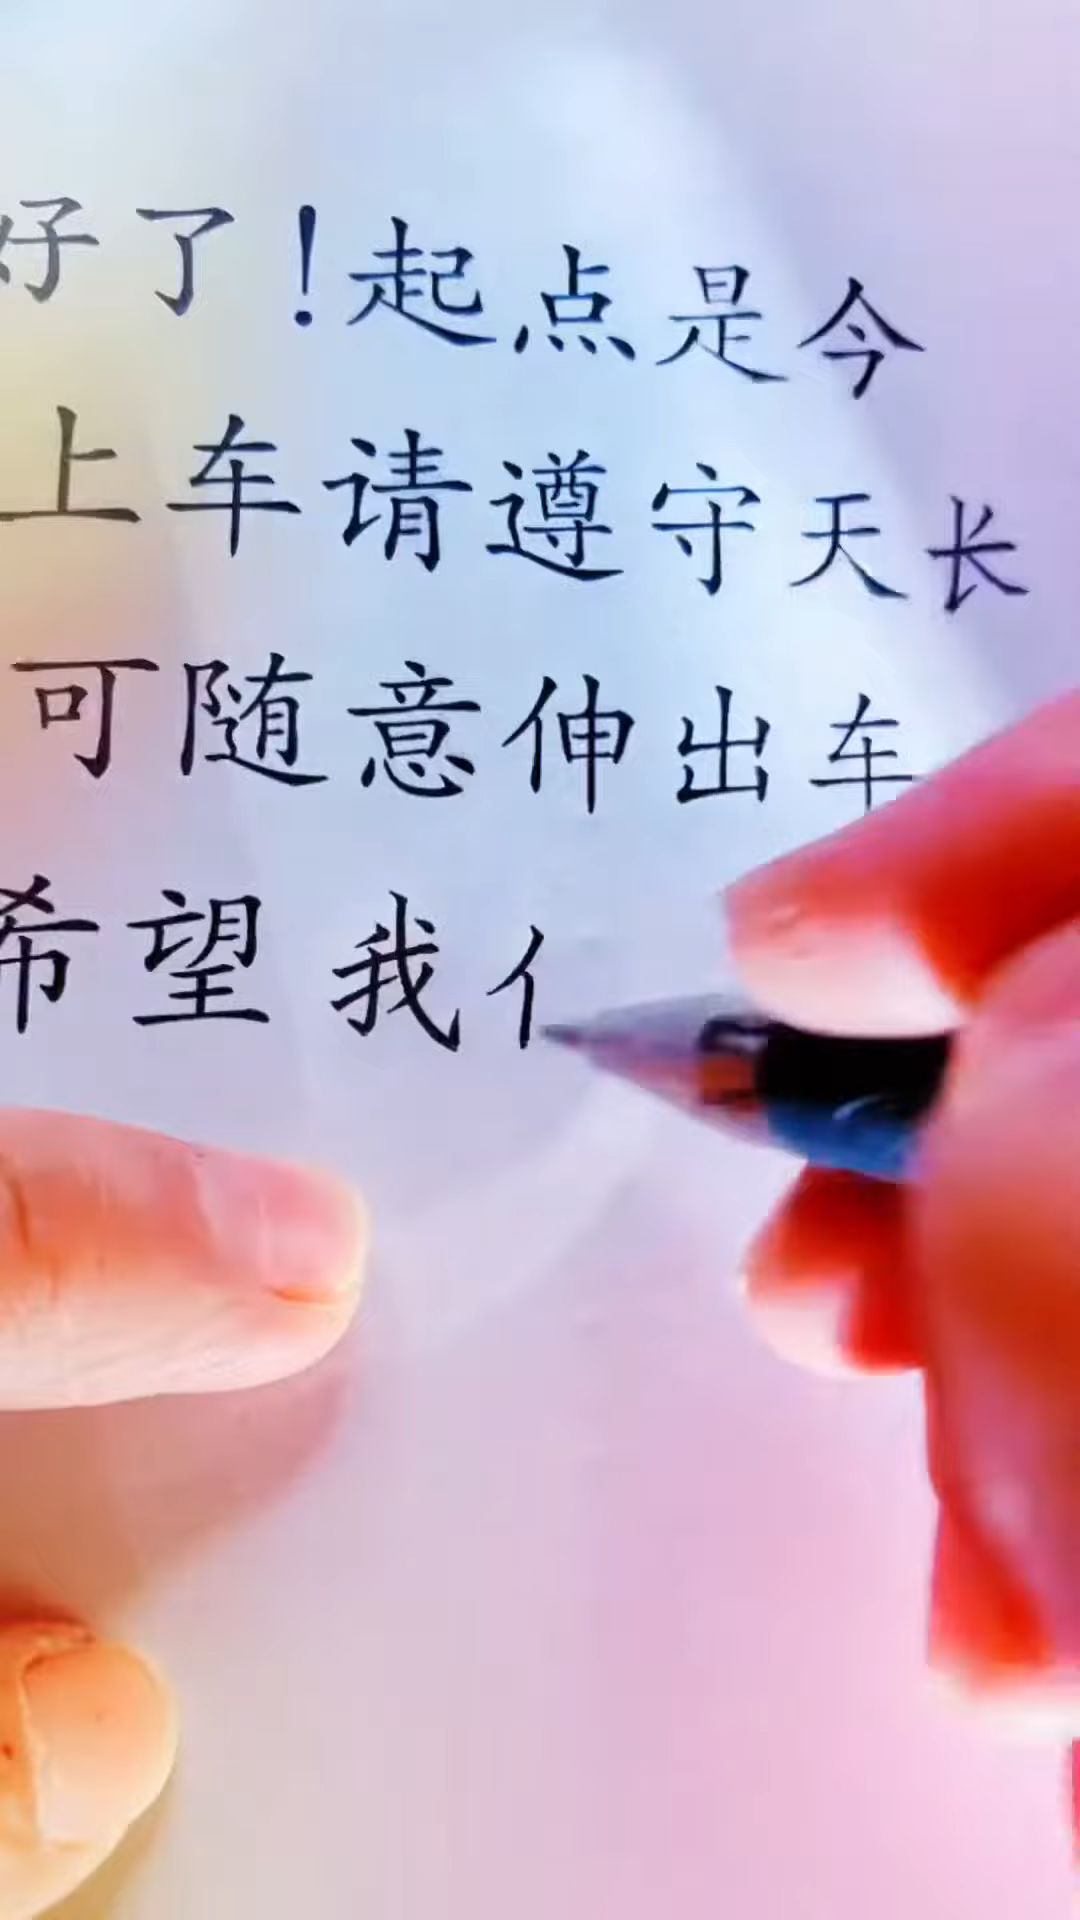 好了！起点是今
上车请遵守天长
可随意伸出车
希望我亻